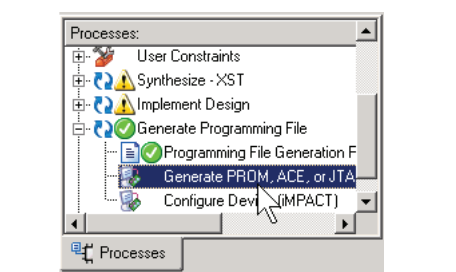 Processes:
User Constraints
Synthesize - XST
Implement Design
Generate Programming File
Programming File Generation F
Generate PROM, ACE, or JTA
Configure (iMPACT)
Processes